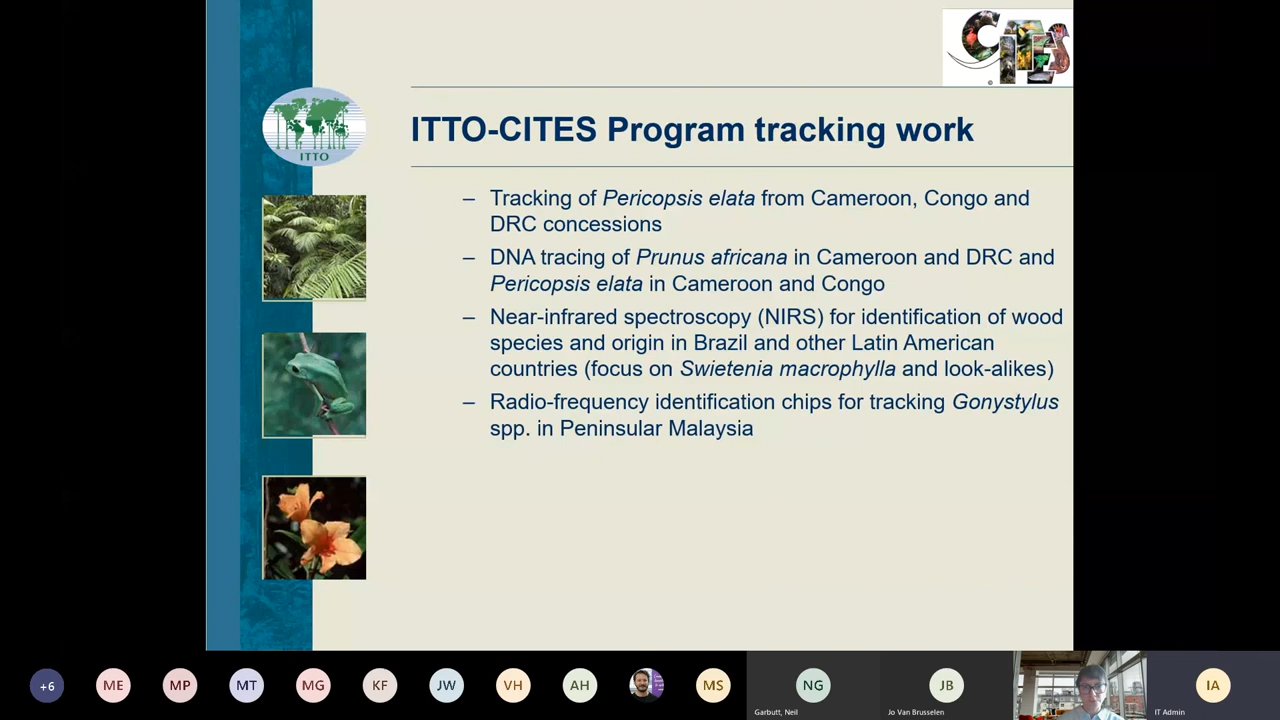 CITES
©
ITTO-CITES Program tracking work
ITTO
– Tracking of Pericopsis elata from Cameroon, Congo and
DRC concessions
– DNA tracing of Prunus africana in Cameroon and DRC and
Pericopsis elata in Cameroon and Congo
– Near-infrared spectroscopy (NIRS) for identification of wood
species and origin in Brazil and other Latin American
countries (focus on Swietenia macrophylla and look-alikes)
– Radio-frequency identification chips for tracking Gonystylus
spp. in Peninsular Malaysia
+6 ME MP MT MG KF JW VH AH MS NG JB IA
Garbutt, Neil Jo Van Brusselen IT Admin